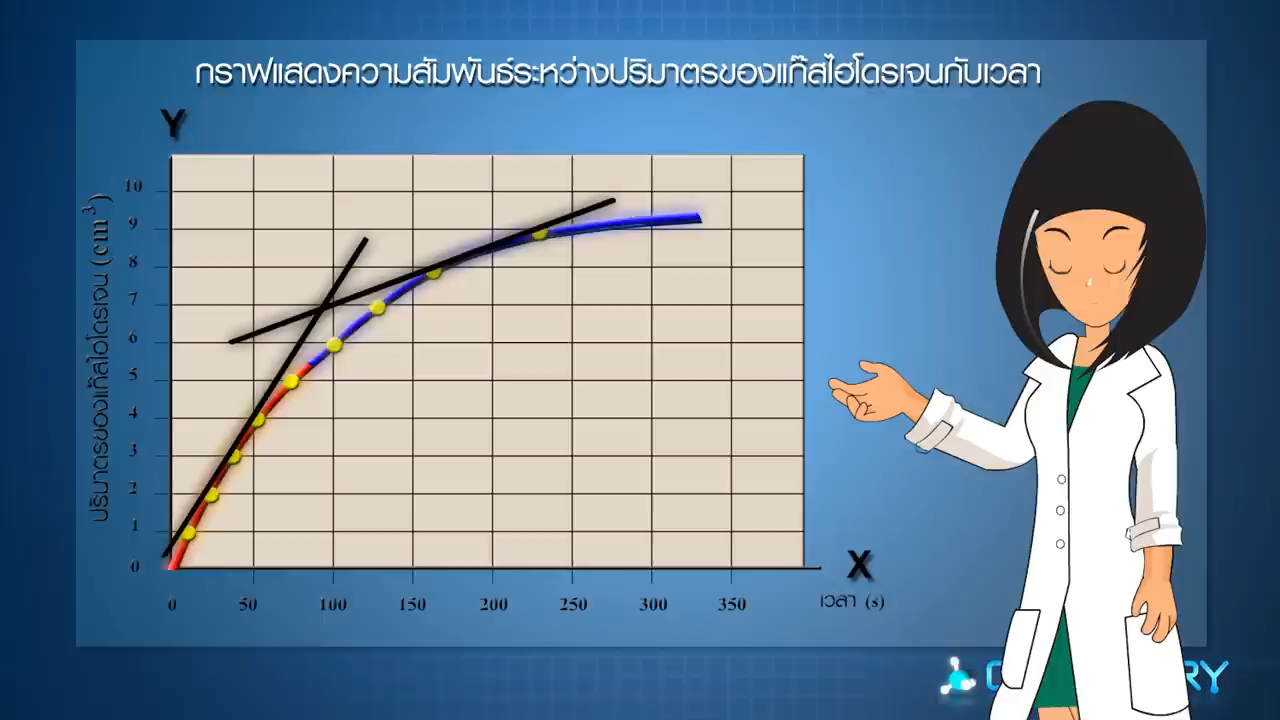 กราฟแสดงความสัมพันธ์ระหว่างปริมาตรของแก๊สไฮโดรเจนกับเวลา
Y
ปริมาตรของแก๊สไฮโดรเจน (cm³)
10
9
8
7
6
5
4
3
2
1
0
0 50 100 150 200 250 300 350
X
เวลา (s)
RY